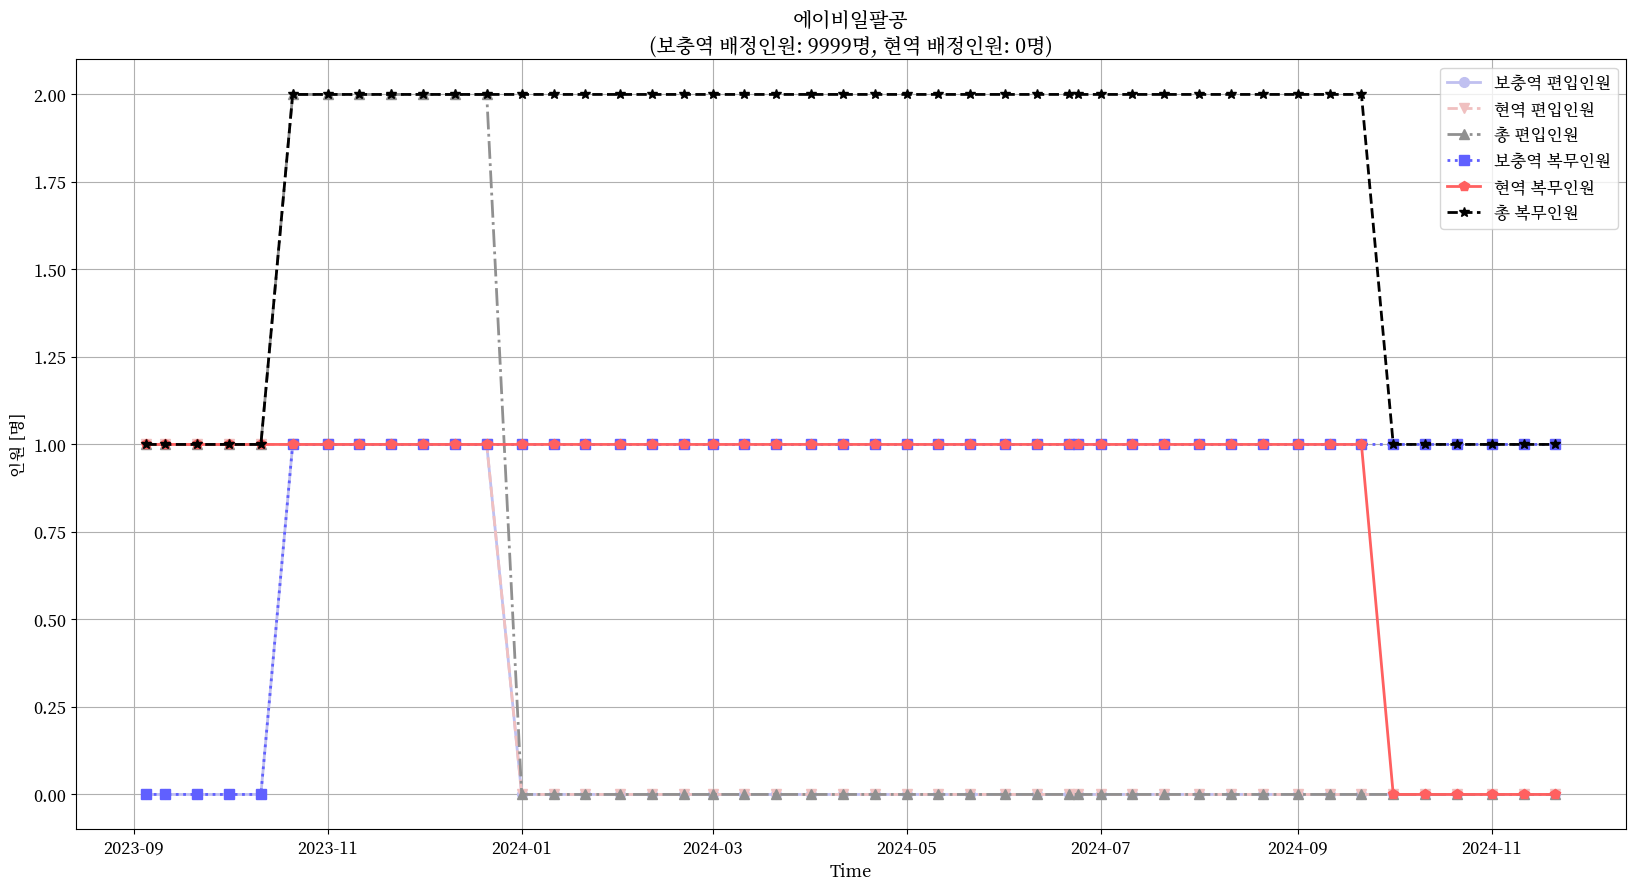 에이비일팔공
(보충역 배정인원: 9999명, 현역 배정인원: 0명)
보충역 편입인원
현역 편입인원
총 편입인원
보충역 복무인원
현역 복무인원
총 복무인원
인원 [명]
2.00
1.75
1.50
1.25
1.00
0.75
0.50
0.25
0.00
2023-09
2023-11
2024-01
2024-03
2024-05
2024-07
2024-09
2024-11
Time